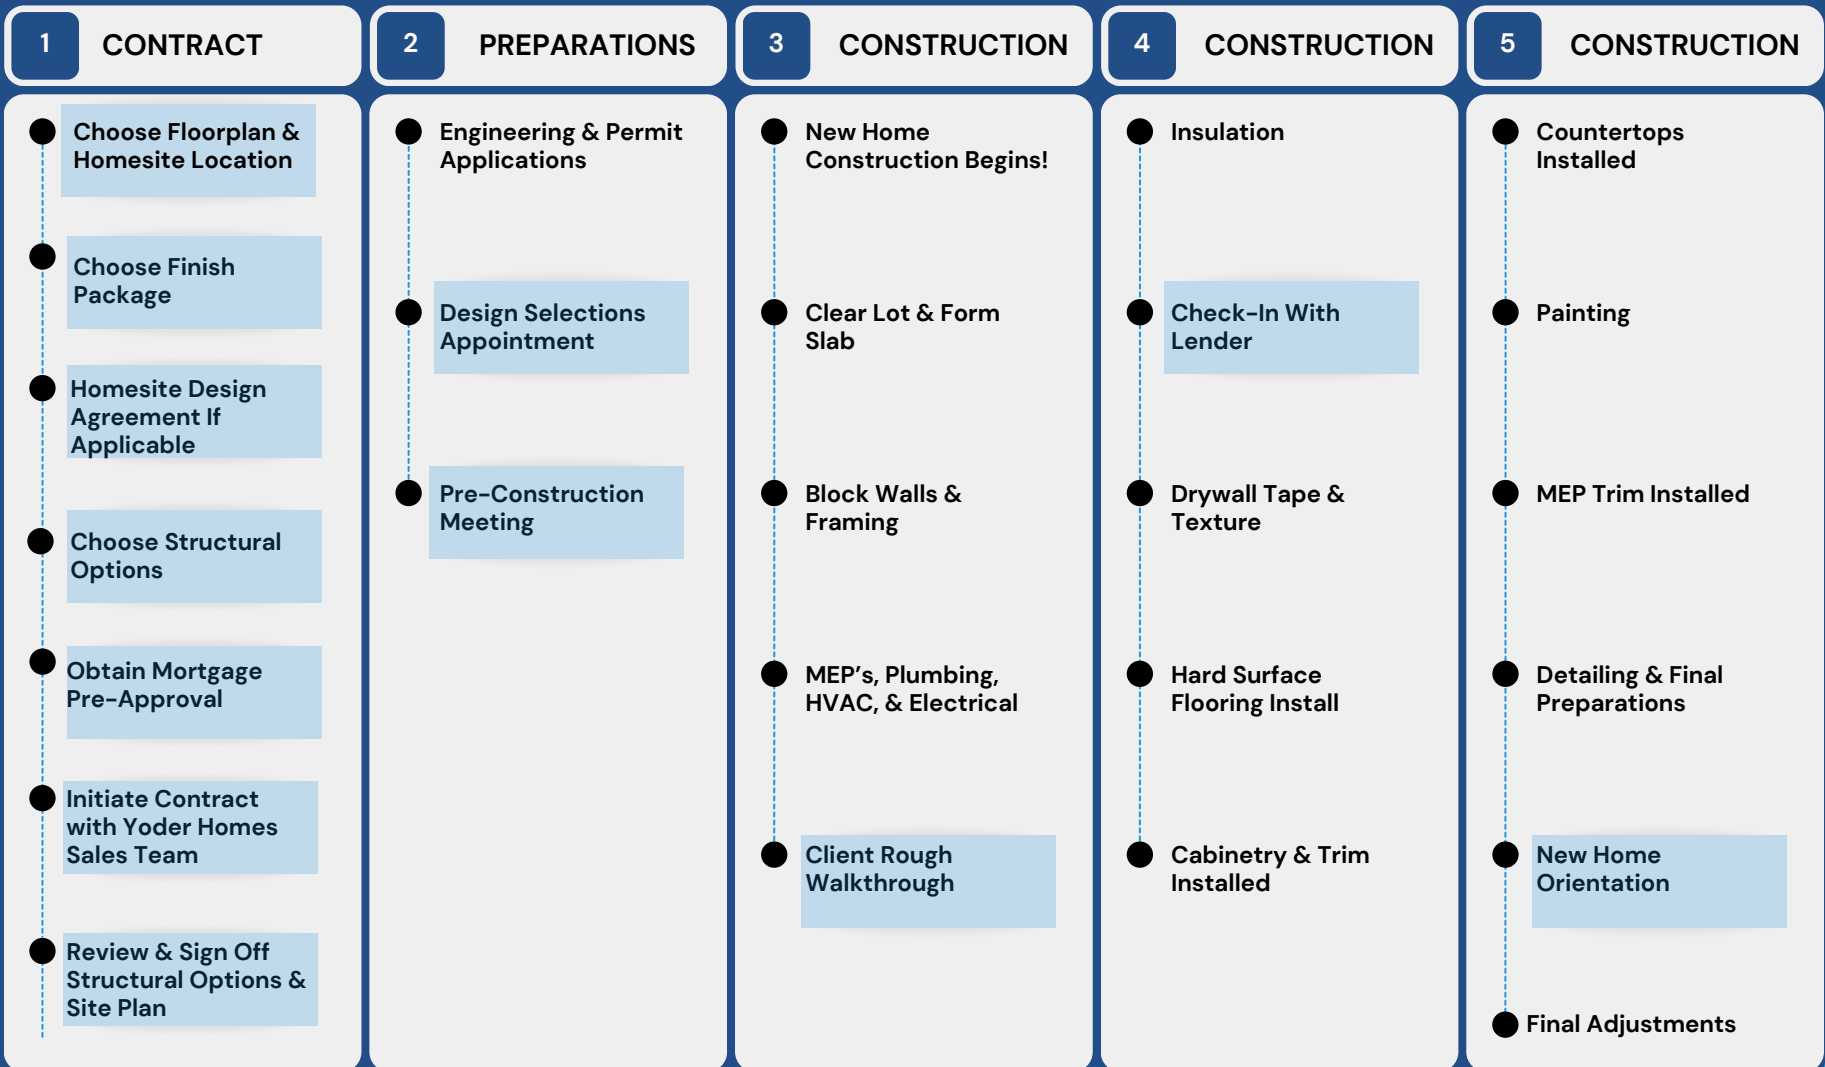 1
CONTRACT
Choose Floorplan &
Homesite Location
Choose Finish
Package
Homesite Design
Agreement If
Applicable
Choose Structural
Options
Obtain Mortgage
Pre-Approval
Initiate Contract
with Yoder Homes
Sales Team
Review & Sign Off
Structural Options &
Site Plan
2
PREPARATIONS
Engineering & Permit
Applications
Design Selections
Appointment
Pre-Construction
Meeting
3
CONSTRUCTION
New Home
Construction Begins!
Clear Lot & Form
Slab
Block Walls &
Framing
MEP’s, Plumbing,
HVAC, & Electrical
Client Rough
Walkthrough
4
CONSTRUCTION
Insulation
Check-In With
Lender
Drywall Tape &
Texture
Hard Surface
Flooring Install
Cabinetry & Trim
Installed
5
CONSTRUCTION
Countertops
Installed
Painting
MEP Trim Installed
Detailing & Final
Preparations
New Home
Orientation
Final Adjustments